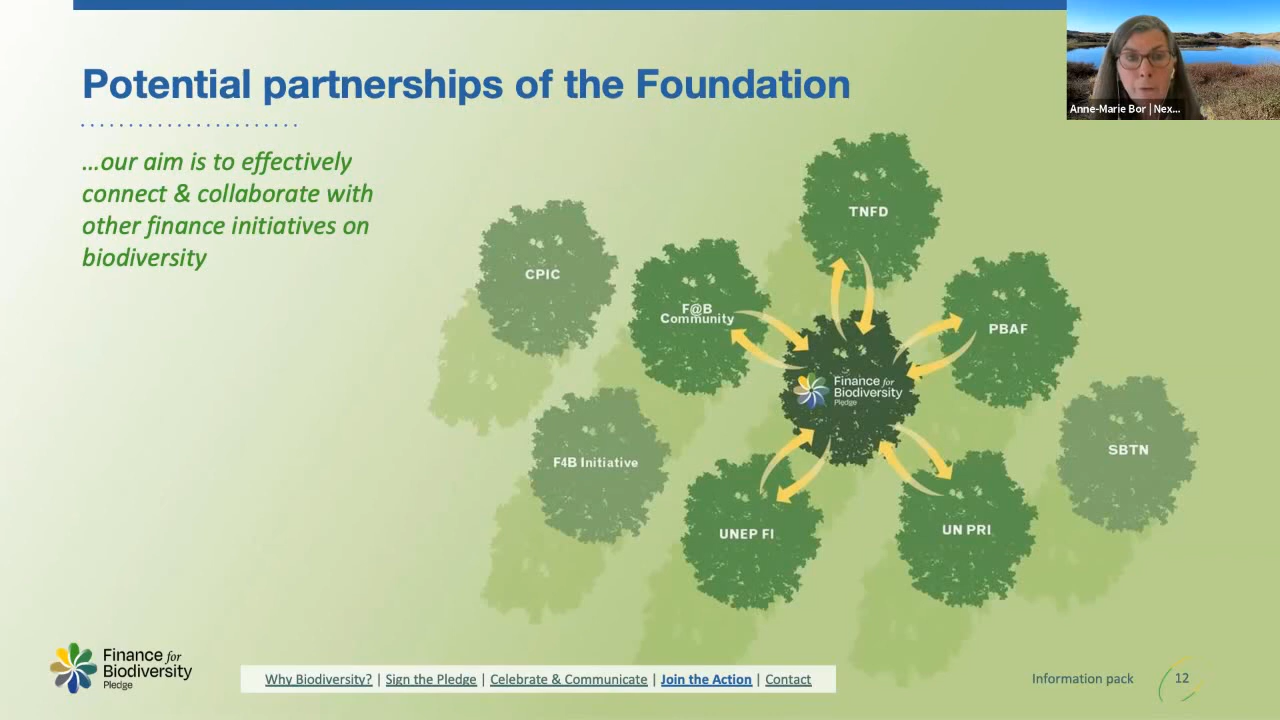 Potential partnerships of the Foundation
Anne-Marie Bor | Nex...
...our aim is to effectively
connect & collaborate with
other finance initiatives on
biodiversity
TNFD
CPIC
F@B
Community
PBAF
Finance for
Biodiversity
Pledge
F4B Initiative
SBTN
UNEP FI
UN PRI
Finance for
Biodiversity
Pledge
Why Biodiversity? | Sign the Pledge | Celebrate & Communicate | Join the Action | Contact
Information pack
12